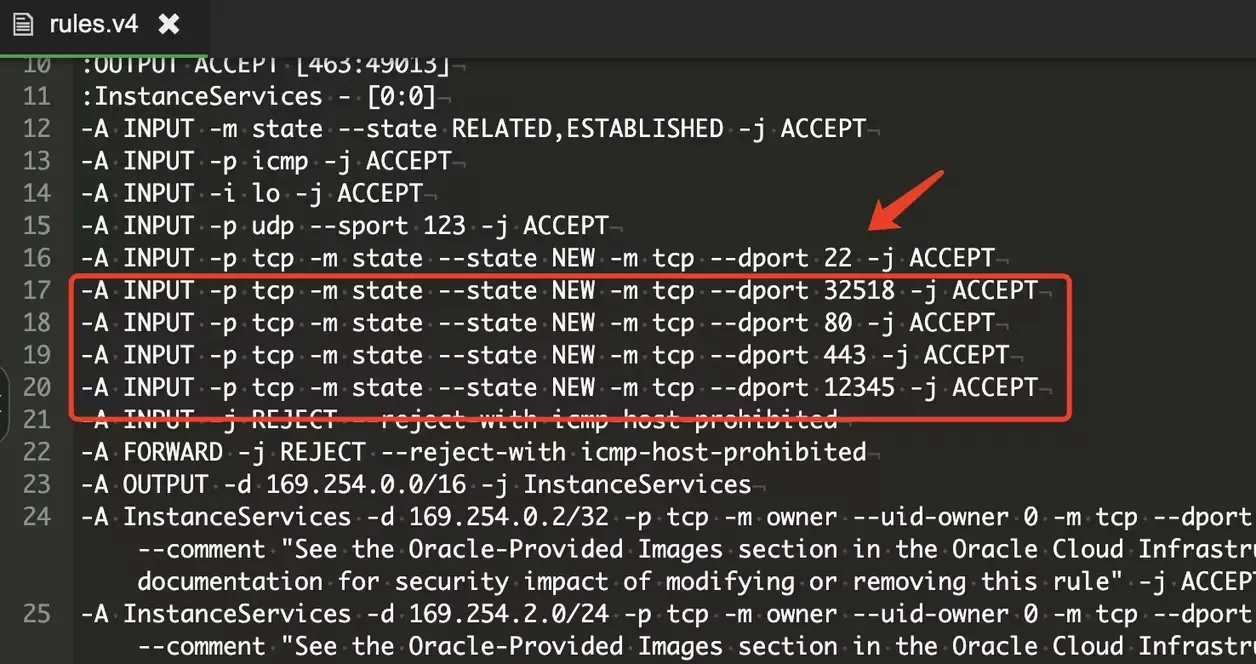 rules.v4
10 :OUTPUT ACCEPT [463:49013]
11 :InstanceServices - [0:0]
12 -A INPUT -m state --state RELATED,ESTABLISHED -j ACCEPT
13 -A INPUT -p icmp -j ACCEPT
14 -A INPUT -i lo -j ACCEPT
15 -A INPUT -p udp --sport 123 -j ACCEPT
16 -A INPUT -p tcp -m state --state NEW -m tcp --dport 22 -j ACCEPT
17 -A INPUT -p tcp -m state --state NEW -m tcp --dport 32518 -j ACCEPT
18 -A INPUT -p tcp -m state --state NEW -m tcp --dport 80 -j ACCEPT
19 -A INPUT -p tcp -m state --state NEW -m tcp --dport 443 -j ACCEPT
20 -A INPUT -p tcp -m state --state NEW -m tcp --dport 12345 -j ACCEPT
21 -A INPUT -j REJECT --reject-with icmp-host-prohibited
22 -A FORWARD -j REJECT --reject-with icmp-host-prohibited
23 -A OUTPUT -d 169.254.0.0/16 -j InstanceServices
24 -A InstanceServices -d 169.254.0.2/32 -p tcp -m owner --uid-owner 0 -m tcp --dport
--comment "See the Oracle-Provided Images section in the Oracle Cloud Infrastru
documentation for security impact of modifying or removing this rule" -j ACCEP
25 -A InstanceServices -d 169.254.2.0/24 -p tcp -m owner --uid-owner 0 -m tcp --dport
--comment "See the Oracle-Provided Images section in the Oracle Cloud Infrastru